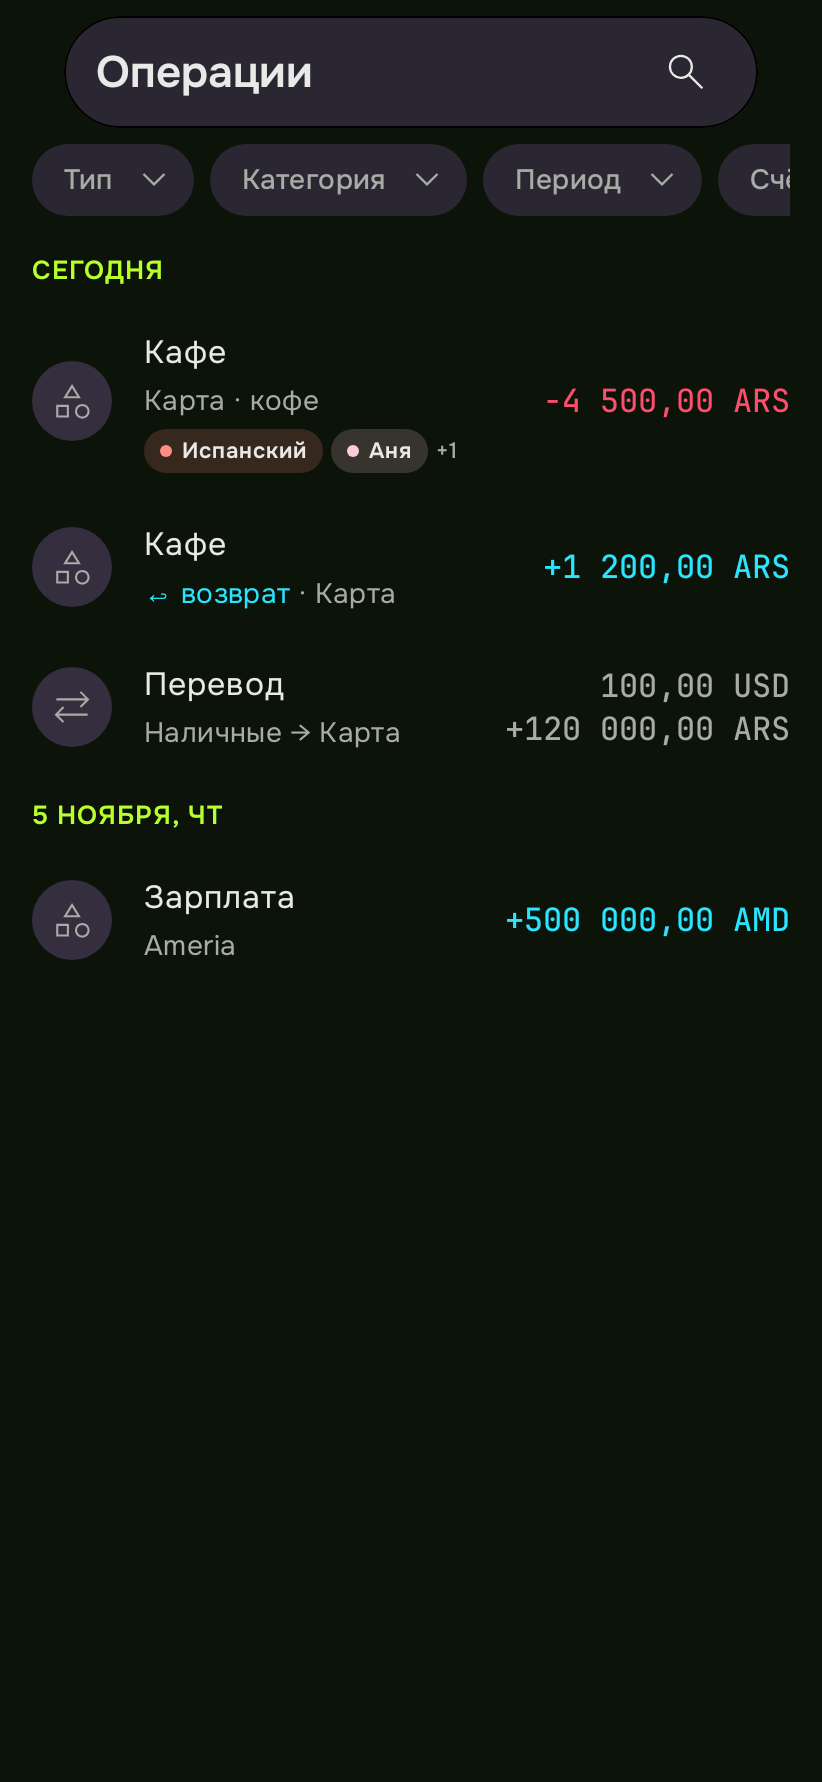 Операции
Тип Категория Период Счё
СЕГОДНЯ
Кафе
Карта · кофе
-4 500,00 ARS
Испанский Аня +1
Кафе
↩ возврат · Карта
+1 200,00 ARS
Перевод
Наличные → Карта
100,00 USD
+120 000,00 ARS
5 НОЯБРЯ, ЧТ
Зарплата
Ameria
+500 000,00 AMD